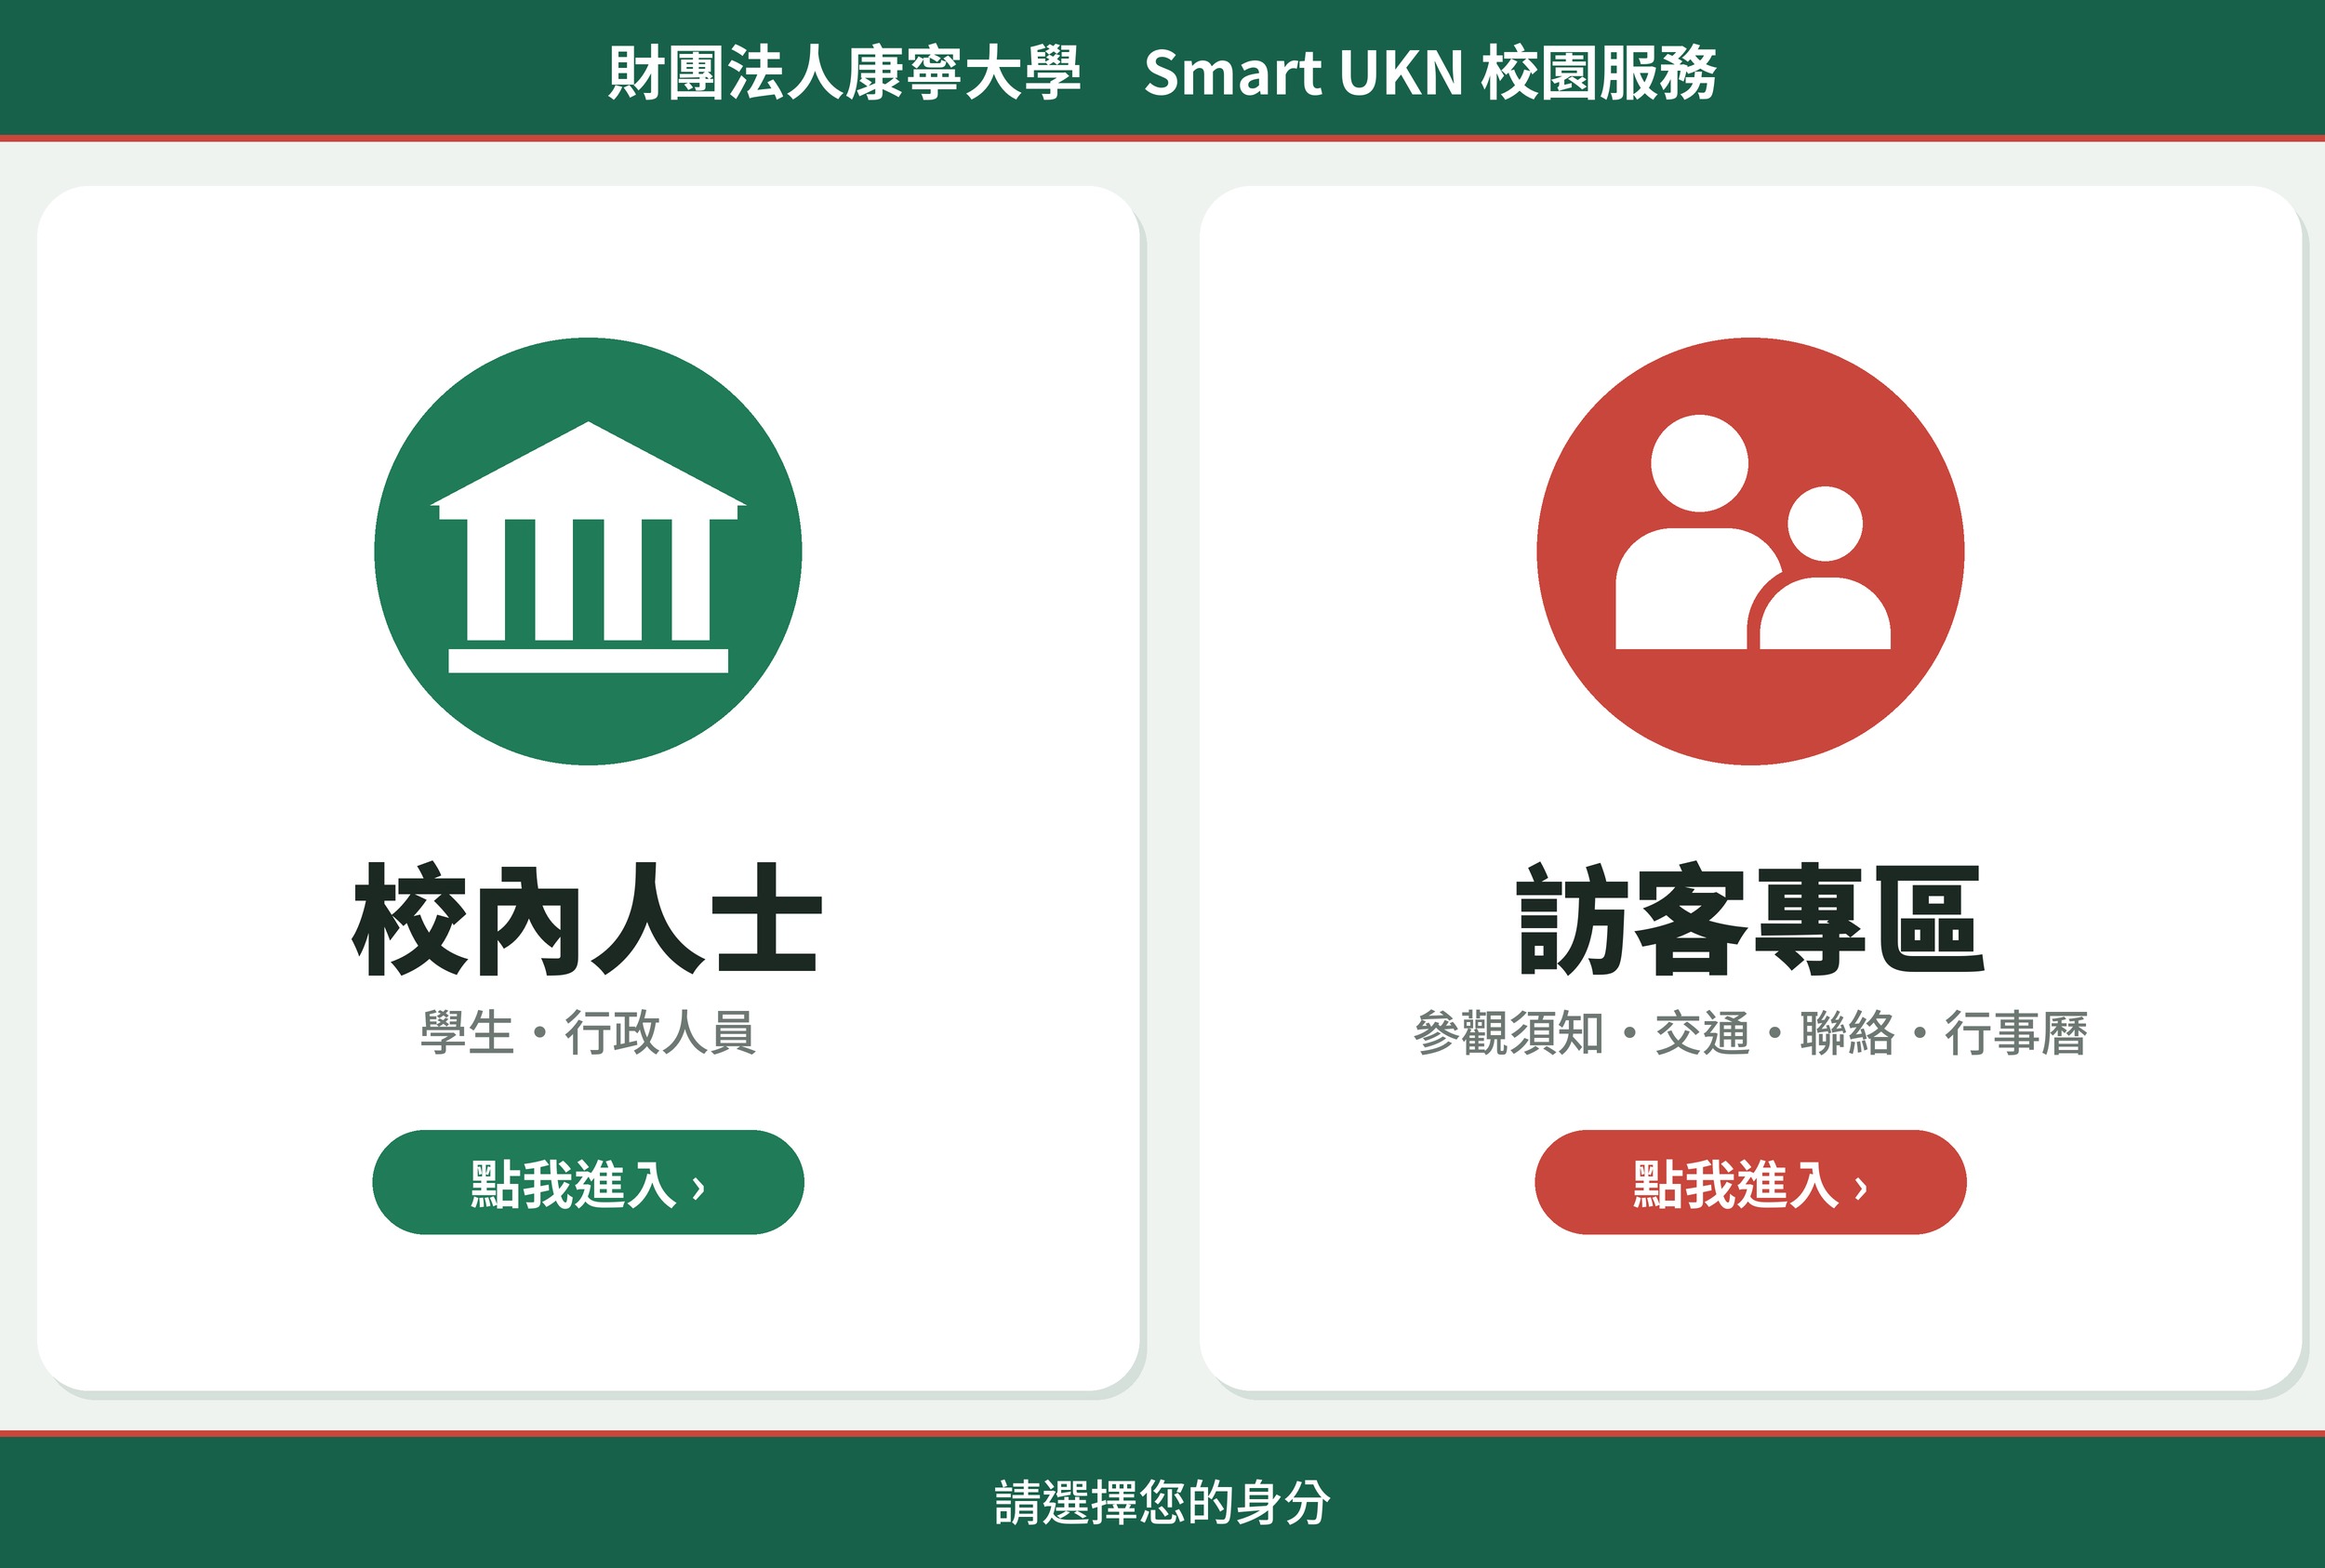 財團法人康寧大學 Smart UKN 校園服務
校內人士
學生・行政人員
點我進入 ›
訪客專區
參觀須知・交通・聯絡・行事曆
點我進入 ›
請選擇您的身分